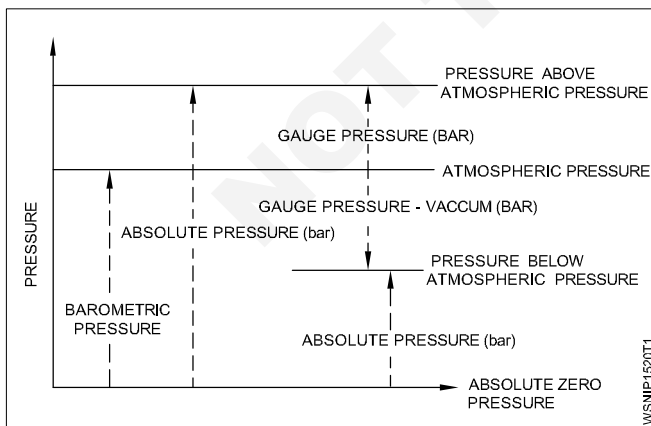 PRESSURE ABOVE
ATMOSPHERIC PRESSURE
GAUGE PRESSURE (BAR)
ATMOSPHERIC PRESSURE
GAUGE PRESSURE - VACCUM (BAR)
ABSOLUTE PRESSURE (bar)
PRESSURE
PRESSURE BELOW
ATMOSPHERIC PRESSURE
BAROMETRIC
PRESSURE
ABSOLUTE PRESSURE (bar)
ABSOLUTE ZERO
PRESSURE
WSNIP1520T1
NOT T